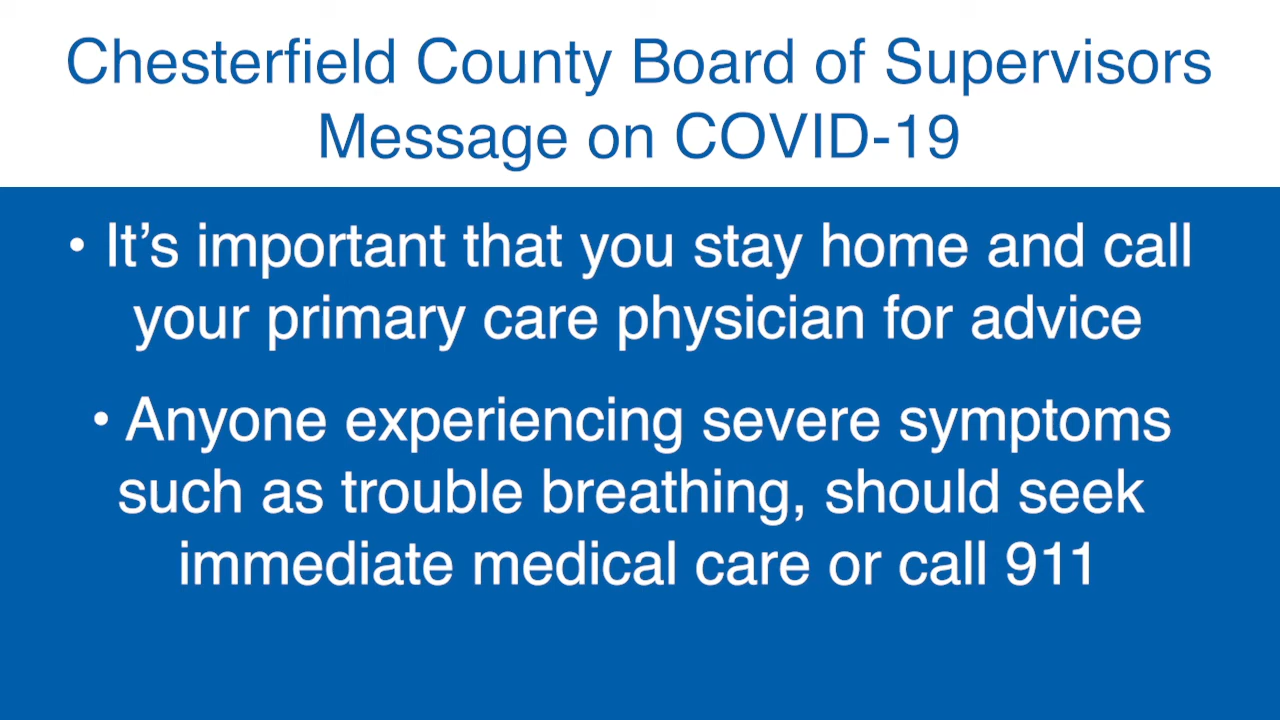 Chesterfield County Board of Supervisors
Message on COVID-19
• It’s important that you stay home and call
your primary care physician for advice
• Anyone experiencing severe symptoms
such as trouble breathing, should seek
immediate medical care or call 911